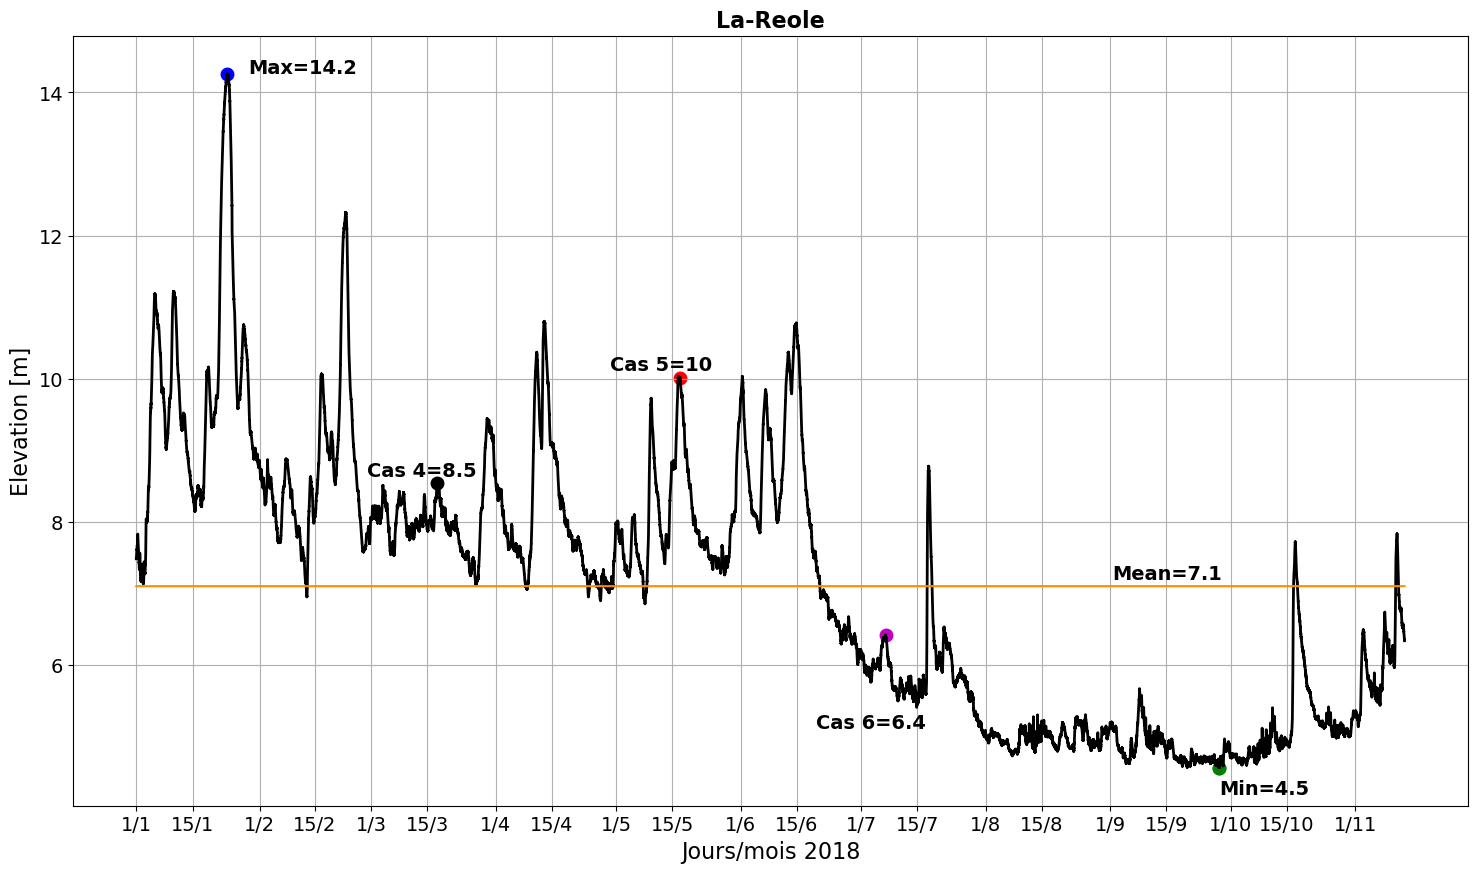 La-Reole
Max=14.2
14
12
10
8
6
Elevation [m]
Cas 5=10
Cas 4=8.5
Mean=7.1
Cas 6=6.4
Min=4.5
1/1 15/1 1/2 15/2 1/3 15/3 1/4 15/4 1/5 15/5 1/6 15/6 1/7 15/7 1/8 15/8 1/9 15/9 1/10 15/10 1/11
Jours/mois 2018